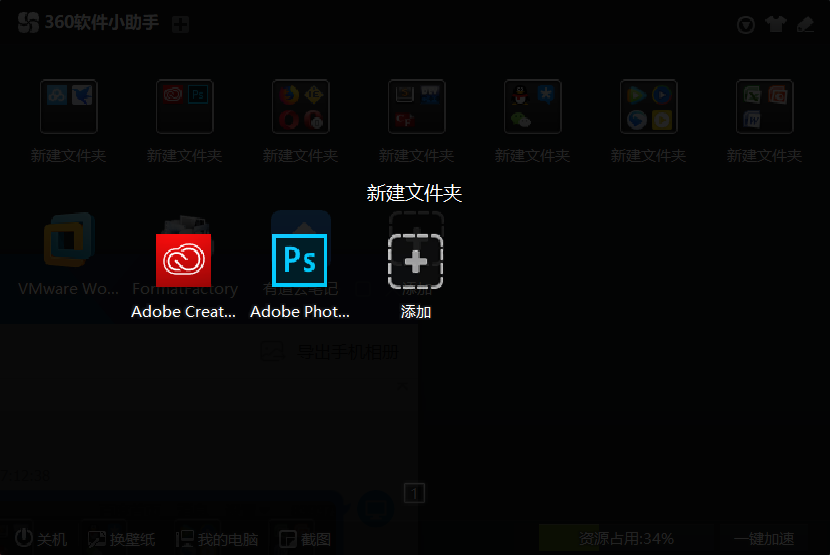 360软件小助手
新建文件夹 新建文件夹 新建文件夹 新建文件夹 新建文件夹 新建文件夹 新建文件夹
新建文件夹
Ps
VMware Wo... FormatFactory 有道云笔记 添加
Adobe Creat... Adobe Phot... 添加
导出手机相册
1
关机 换壁纸 我的电脑 截图 资源占用:34% 一键加速